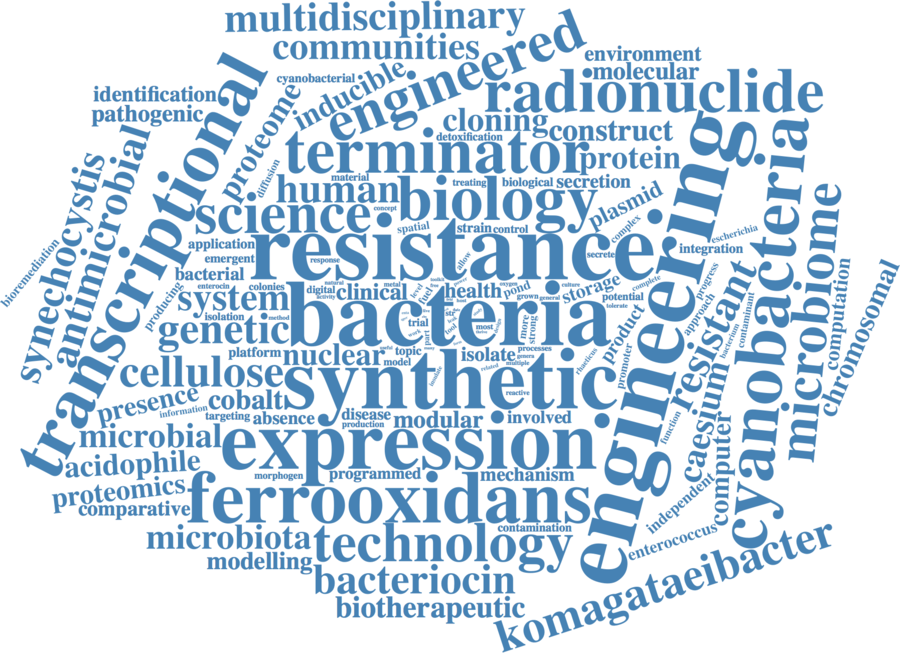 multidisciplinary
communities
engineered
environment
molecular
cyanobacterial
inducible
identification
pathogenic
transcriptional
proteome
radionuclide
cloning
construct
detoxification
terminator
protein
diffusion
material
human
biology
treating
biological
secretion
plasmid
engineering
cyanobacteria
synechocystis
antimicrobial
science
concept
spatial
strain
control
complex
escherichia
integration
microbiome
bioremediation
application
resistance
secrete
emergent
response
allow
bacterial
enterocin
colonies
natural
metal
toolkit
oxygen
culture
complete
progress
producing
system
digital
activity
clinical
level
fuel
health
pond
grown
general
storage
potential
tolerate
approach
contaminant
computation
chromosomal
isolation
method
bacteria
genetic
trial
part
most
more
strong
product
resistant
bacterium
platform
nuclear
useful
topic
model
isolate
processes
genera
multiple
related
rhaeticus
promoter
cellulose
synthetic
reactive
caesium
presence
information
cobalt
targeting
absence
disease
production
modular
involved
function
computer
microbial
expression
acidophile
morphogen
programmed
mechanism
independent
proteomics
comparative
ferrooxidans
contamination
enterococcus
microbiota
technology
modelling
bacteriocin
biotherapeutic
komagataeibacter